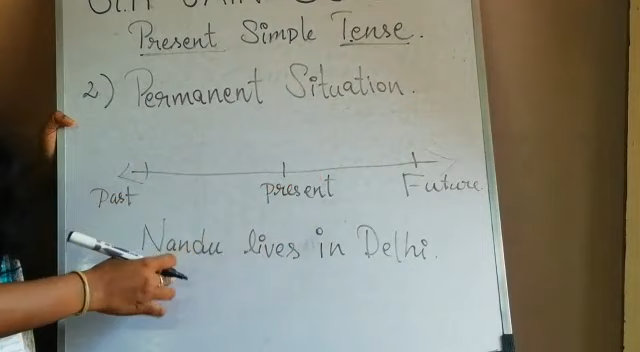 Present Simple Tense.
2) Permanent Situation.
Past present Future.
Nandu lives in Delhi.